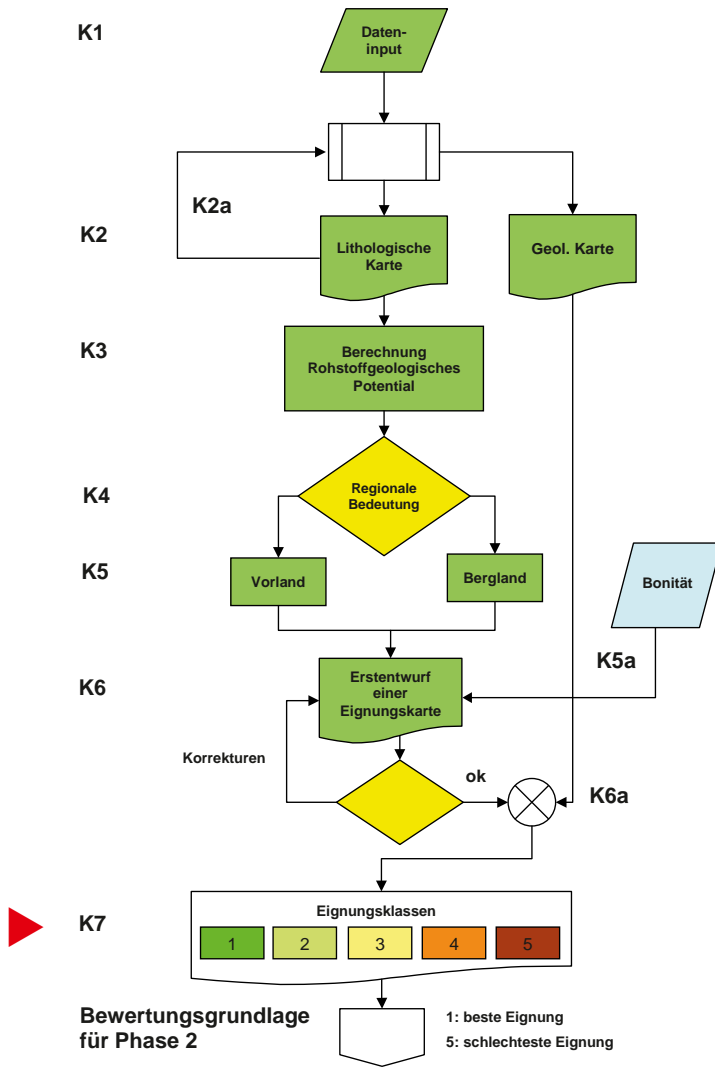 K1
Daten-
input
K2a
K2
Lithologische
Karte
Geol. Karte
K3
Berechnung
Rohstoffgeologisches
Potential
K4
Regionale
Bedeutung
K5
Vorland
Bergland
Bonität
K5a
K6
Erstentwurf
einer
Eignungskarte
Korrekturen
ok
K6a
K7
Eignungsklassen
1 2 3 4 5
Bewertungsgrundlage
für Phase 2
1: beste Eignung
5: schlechteste Eignung